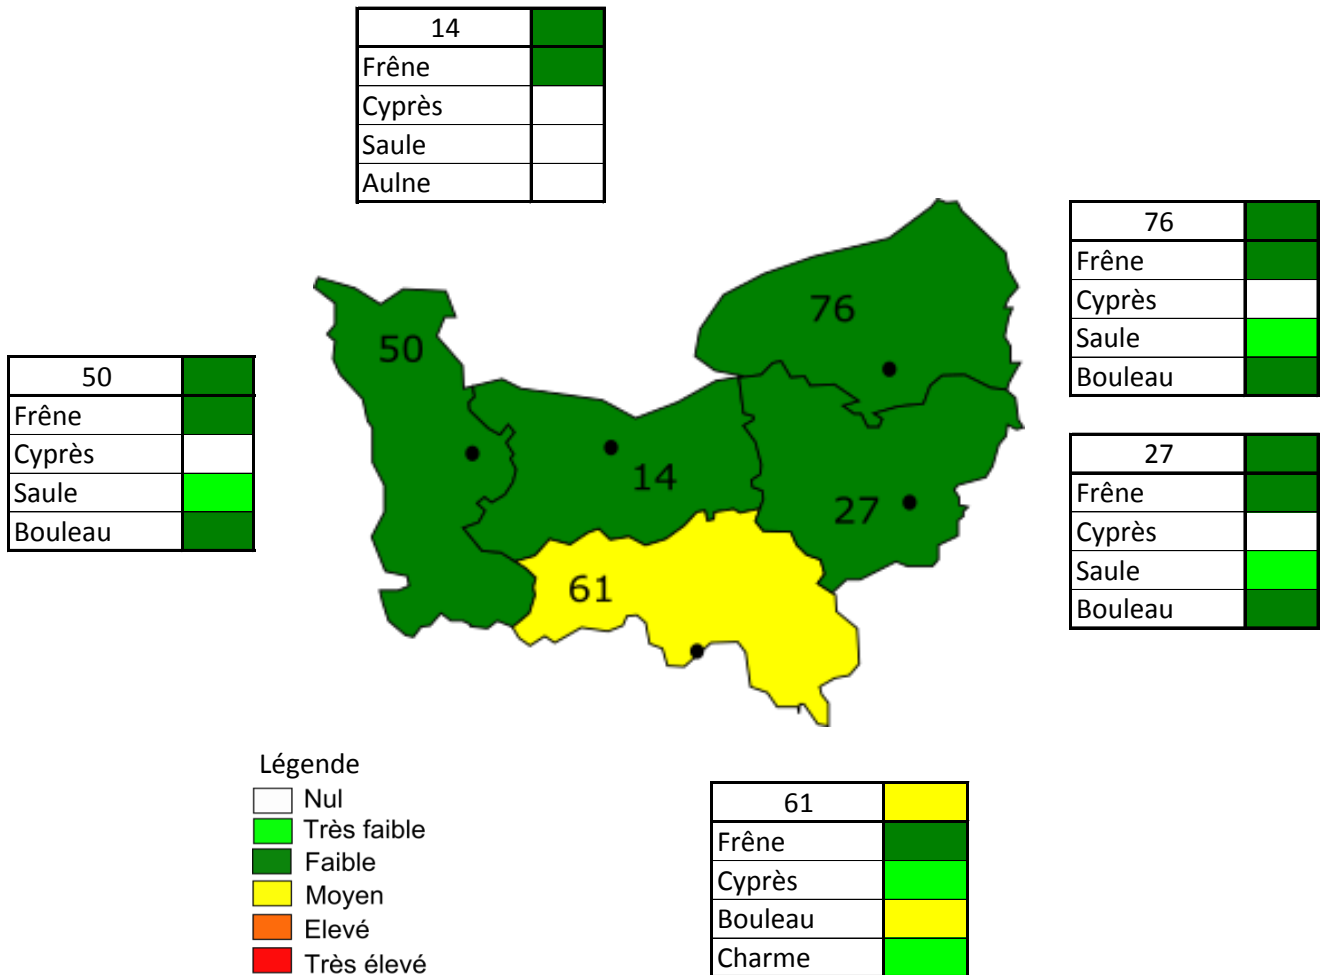 14
Frêne
Cyprès
Saule
Aulne
76
Frêne
Cyprès
Saule
Bouleau
50
Frêne
Cyprès
Saule
Bouleau
27
Frêne
Cyprès
Saule
Bouleau
76
50
14
27
61
Légende
Nul
Très faible
Faible
Moyen
Elevé
Très élevé
61
Frêne
Cyprès
Bouleau
Charme